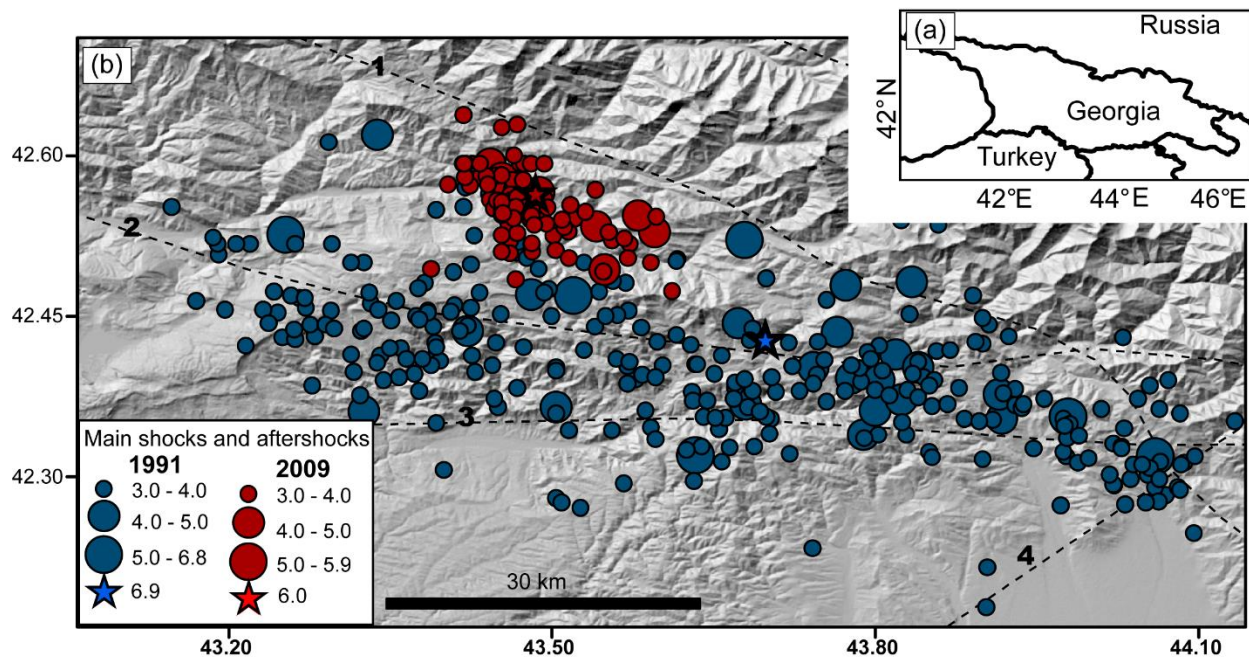 (b)
(a)
Russia
Georgia
Turkey
42°N
42°E
44°E
46°E
1
2
3
4
42.60
42.45
42.30
Main shocks and aftershocks
1991
2009
3.0 - 4.0
3.0 - 4.0
4.0 - 5.0
4.0 - 5.0
5.0 - 6.8
5.0 - 5.9
6.9
6.0
30 km
43.20
43.50
43.80
44.10